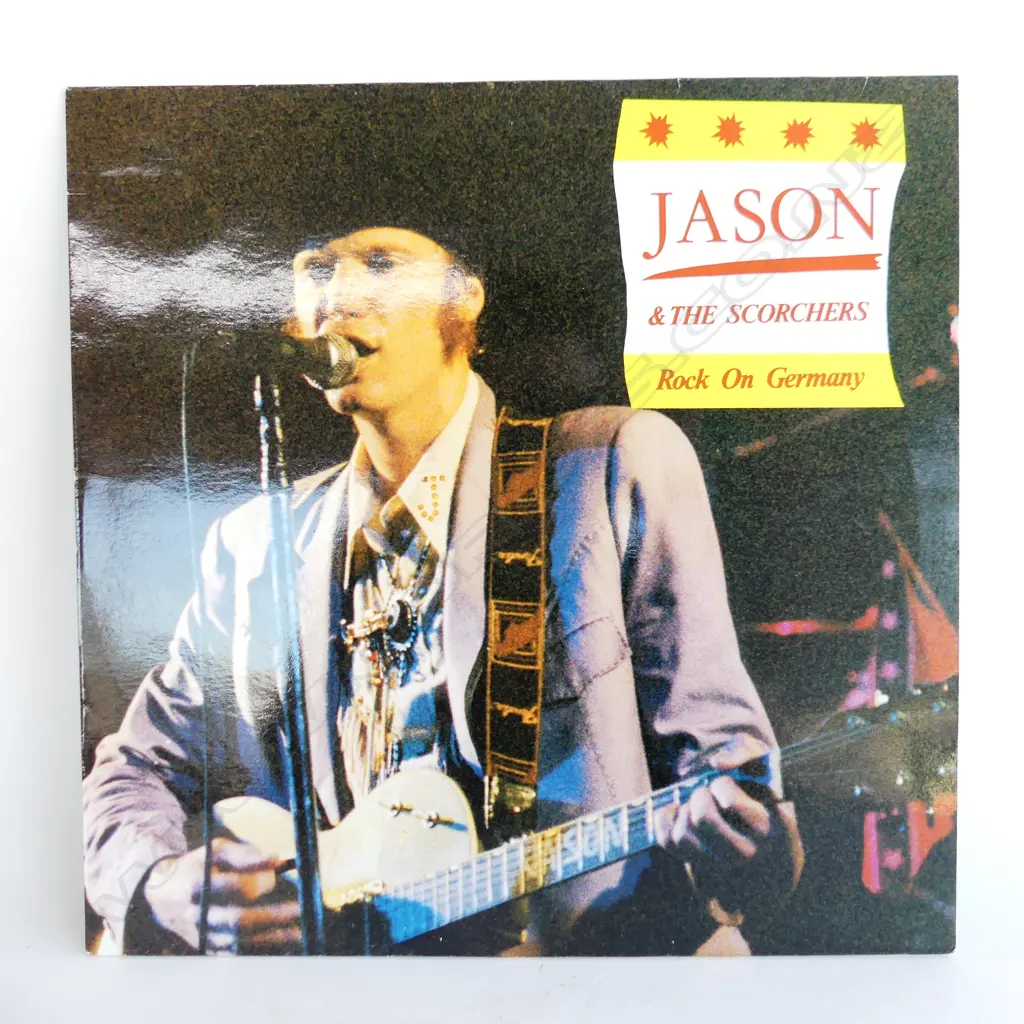 JASON
& THE SCORCHERS
Rock On Germany
J
JASON